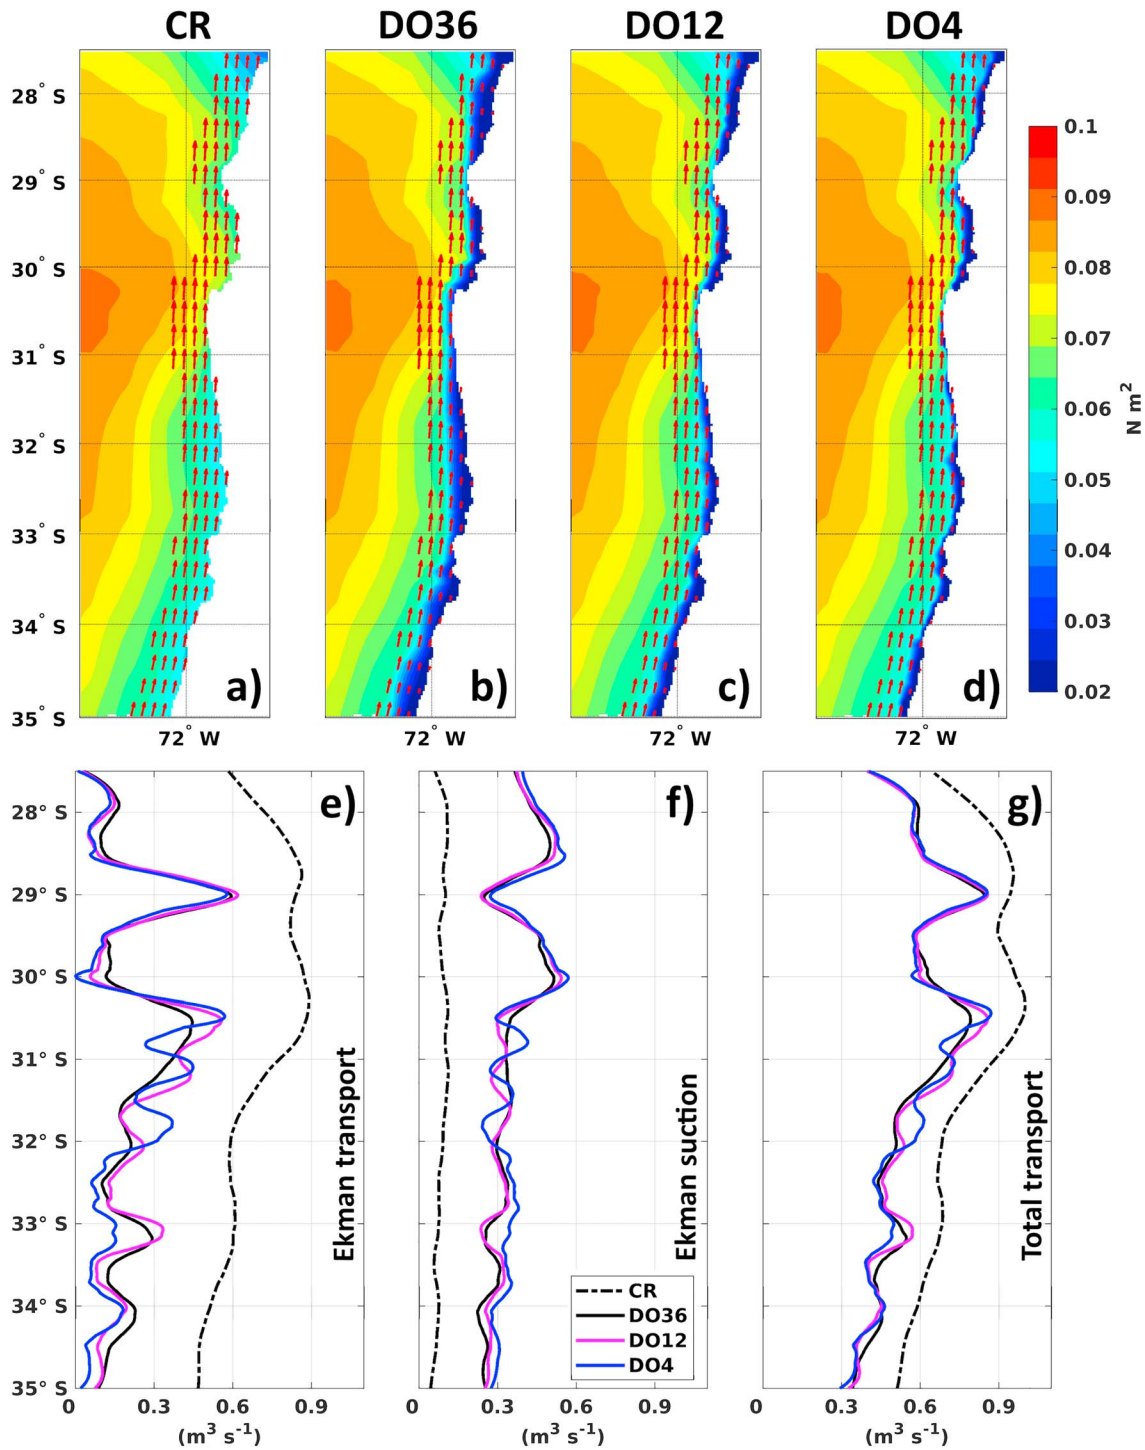 CR DO36 DO12 DO4
28° S
29° S
30° S
31° S
32° S
33° S
34° S
35° S
a) b) c) d)
72° W 72° W 72° W 72° W
0.1
0.09
0.08
0.07
0.06
0.05
0.04
0.03
0.02
N m²
28° S
29° S
30° S
31° S
32° S
33° S
34° S
35° S
e) f) g)
Ekman transport
Ekman suction
Total transport
CR
DO36
DO12
DO4
0 0.3 0.6 0.9 0 0.3 0.6 0.9 0 0.3 0.6 0.9
(m³ s⁻¹) (m³ s⁻¹) (m³ s⁻¹)